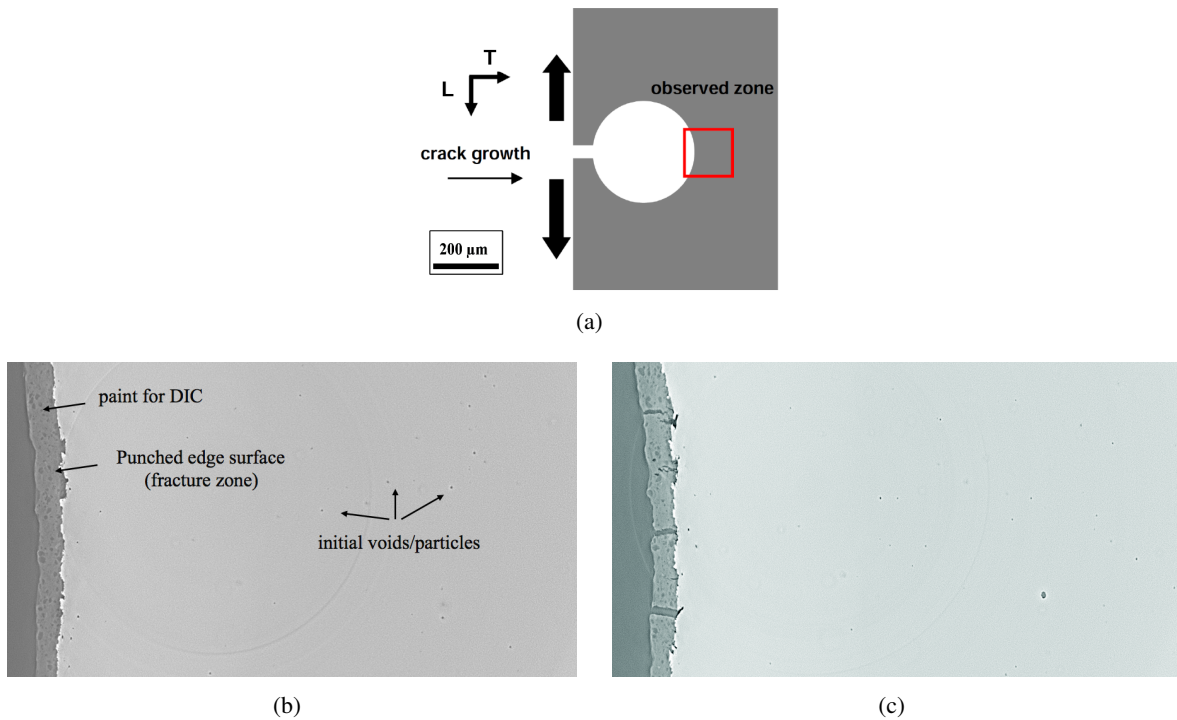 T
L
observed zone
crack growth
200 µm
(a)
paint for DIC
Punched edge surface
(fracture zone)
initial voids/particles
(b)
(c)